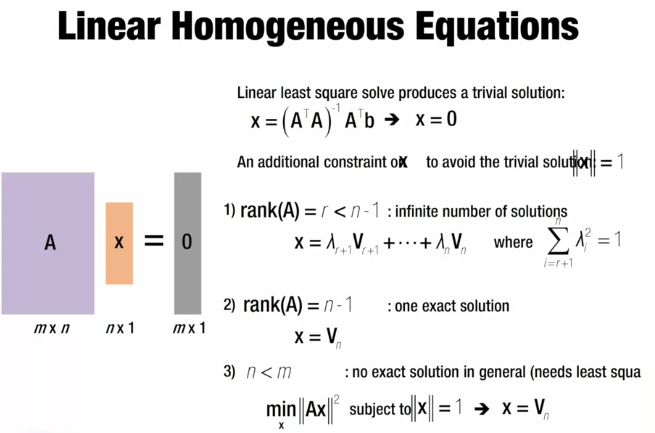 Linear Homogeneous Equations
Linear least square solve produces a trivial solution:
x = (AᵀA)⁻¹ Aᵀb → x = 0
An additional constraint on x to avoid the trivial solution: ‖x‖ = 1
A x = 0
m x n n x 1 m x 1
1) rank(A) = r < n - 1 : infinite number of solutions
x = λᵣ₊₁Vᵣ₊₁ + ⋯ + λₙVₙ where ∑ⁿᵢ₌ᵣ₊₁ λᵢ² = 1
2) rank(A) = n - 1 : one exact solution
x = Vₙ
3) n < m : no exact solution in general (needs least squa
min ‖Ax‖² subject to ‖x‖ = 1 → x = Vₙ
x